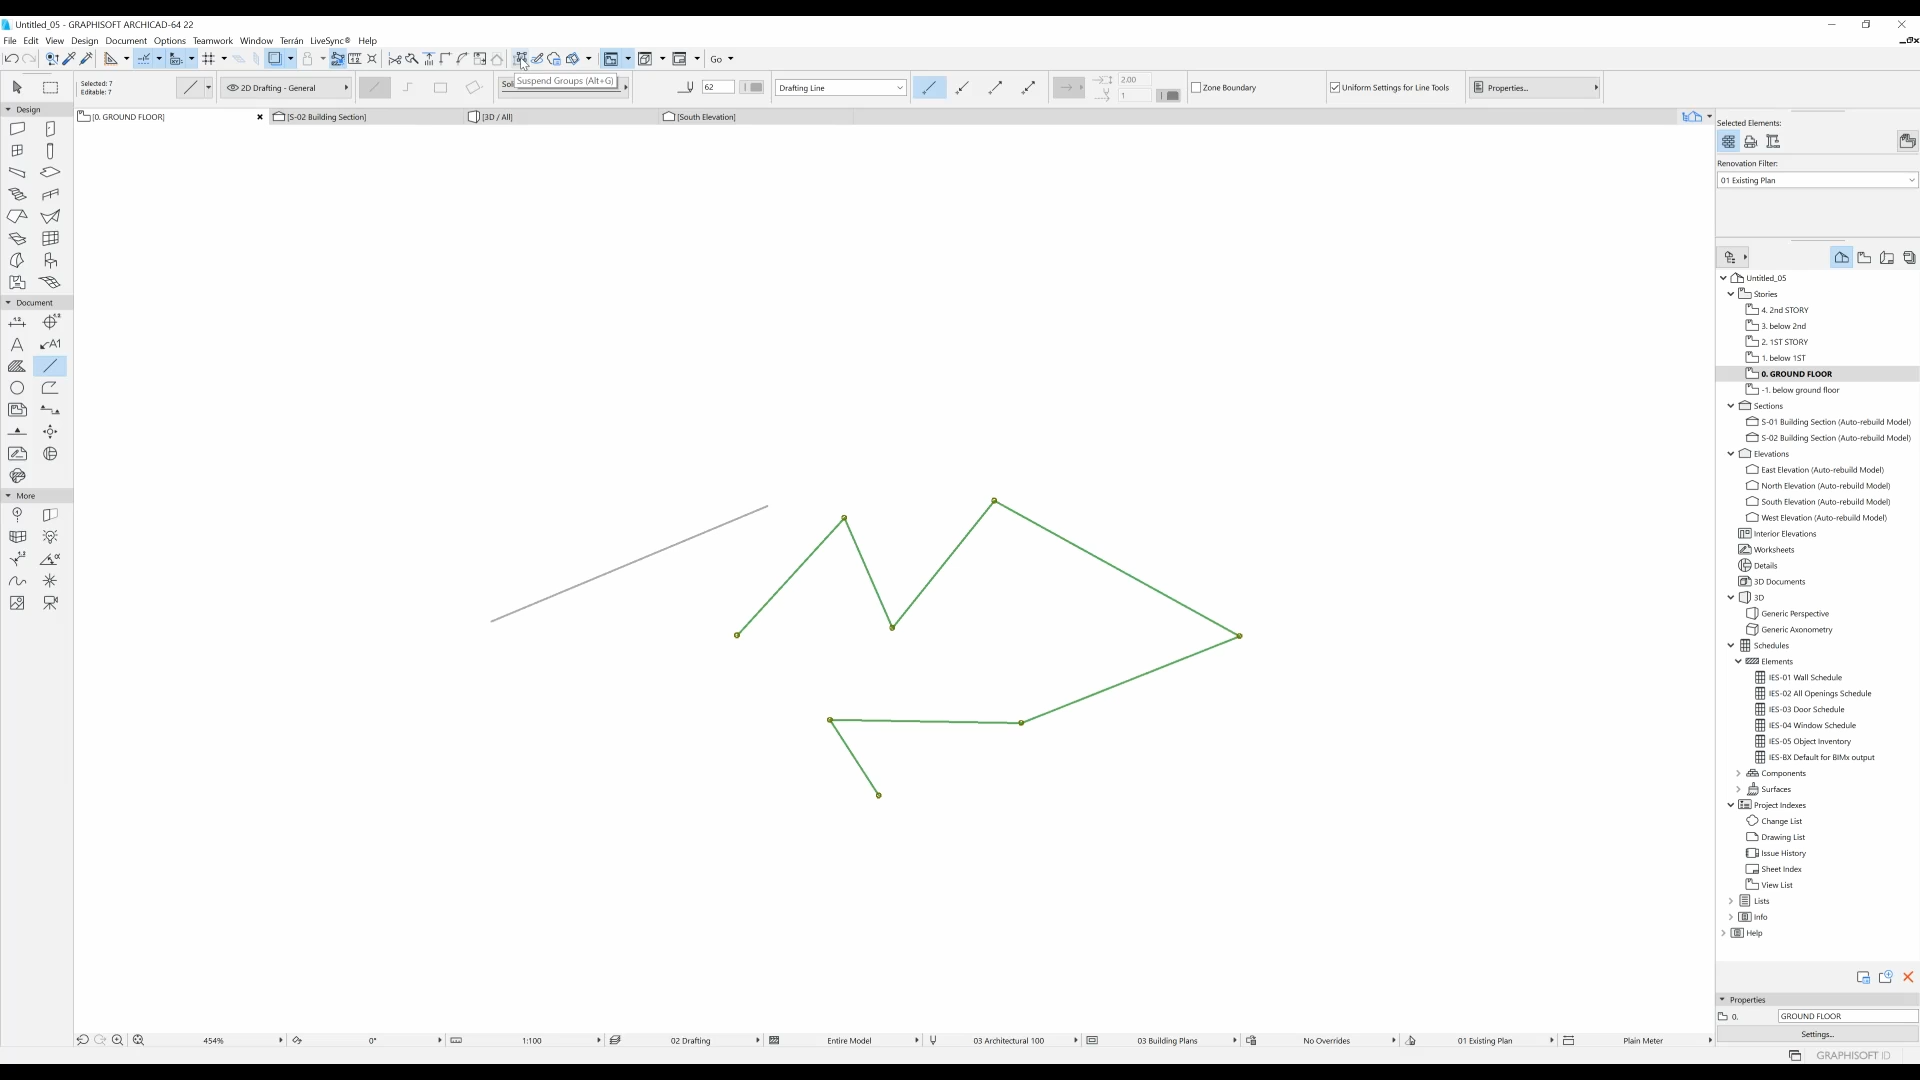 Untitled_05 - GRAPHISOFT ARCHICAD-64 22
File Edit View Design Document Options Teamwork Window Terrán LiveSync® Help
Go
Suspend Groups (Alt+G)
Selected: 7
Editable: 7
2D Drafting - General
62
Drafting Line
2.00
1
Zone Boundary
Uniform Settings for Line Tools
Properties...
Design
[0. GROUND FLOOR]
[S-02 Building Section]
[3D / All]
[South Elevation]
Document
More
Selected Elements:
Renovation Filter:
01 Existing Plan
Untitled_05
Stories
4. 2nd STORY
3. below 2nd
2. 1ST STORY
1. below 1ST
0. GROUND FLOOR
-1. below ground floor
Sections
S-01 Building Section (Auto-rebuild Model)
S-02 Building Section (Auto-rebuild Model)
Elevations
East Elevation (Auto-rebuild Model)
North Elevation (Auto-rebuild Model)
South Elevation (Auto-rebuild Model)
West Elevation (Auto-rebuild Model)
Interior Elevations
Worksheets
Details
3D Documents
3D
Generic Perspective
Generic Axonometry
Schedules
Elements
IES-01 Wall Schedule
IES-02 All Openings Schedule
IES-03 Door Schedule
IES-04 Window Schedule
IES-05 Object Inventory
IES-BX Default for BIMx output
Components
Surfaces
Project Indexes
Change List
Drawing List
Issue History
Sheet Index
View List
Lists
Info
Help
Properties
0. GROUND FLOOR
Settings...
454%
0°
1:100
02 Drafting
Entire Model
03 Architectural 100
03 Building Plans
No Overrides
01 Existing Plan
Plain Meter
GRAPHISOFT ID